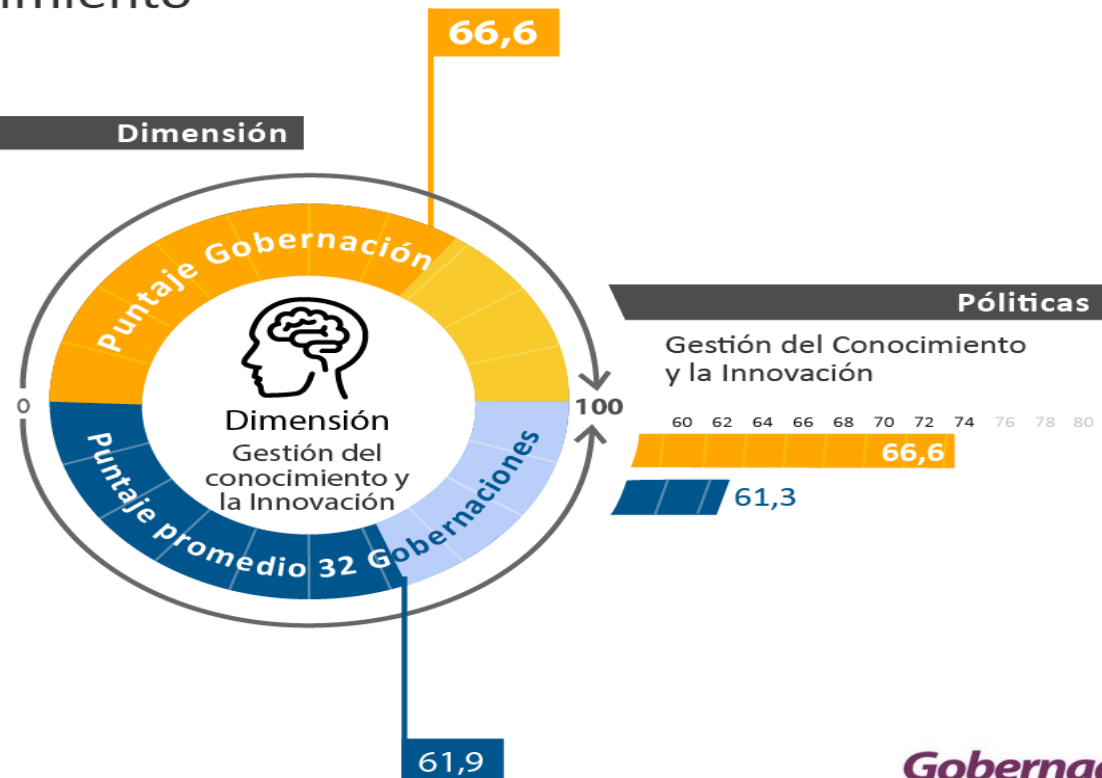 66,6
Dimensión
Puntaje Gobernación
0
100
Dimensión
Gestión del
conocimiento y
la Innovación
Puntaje promedio 32 Gobernaciones
61,9
Póliticas
Gestión del Conocimiento
y la Innovación
60 62 64 66 68 70 72 74 76 78 80
66,6
61,3